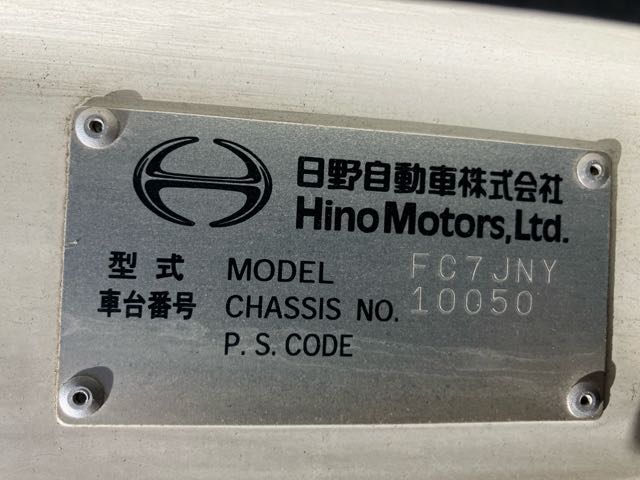 日野自動車株式会社
Hino Motors, Ltd.
型式 MODEL FC7JNY
車台番号 CHASSIS NO. 10050
P. S. CODE